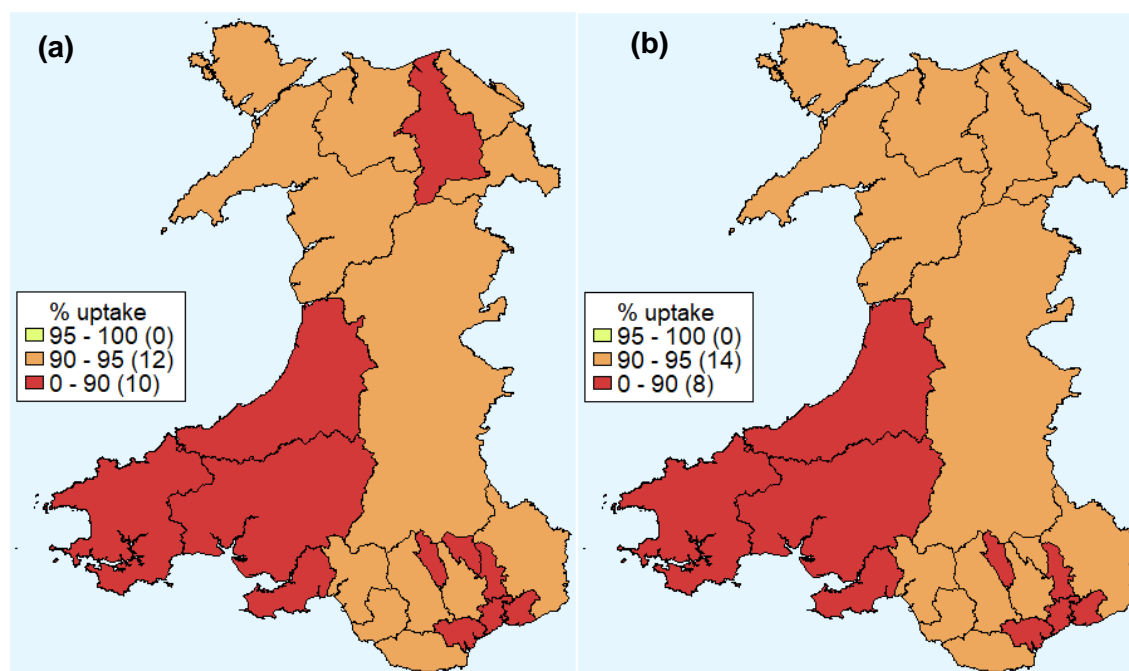 (a)
% uptake
95 - 100 (0)
90 - 95 (12)
0 - 90 (10)
(b)
% uptake
95 - 100 (0)
90 - 95 (14)
0 - 90 (8)